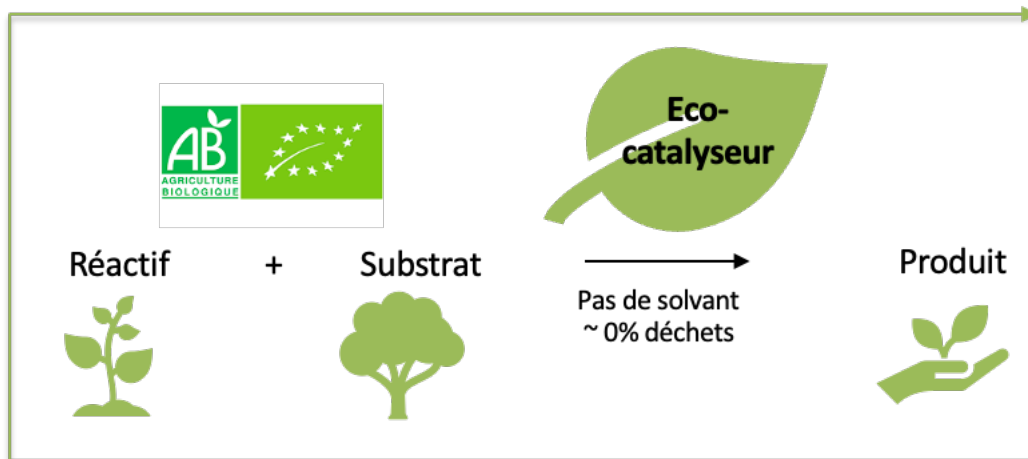 AB
AGRICULTURE
BIOLOGIQUE
Eco-
catalyseur
Réactif + Substrat
Pas de solvant
~ 0% déchets
Produit